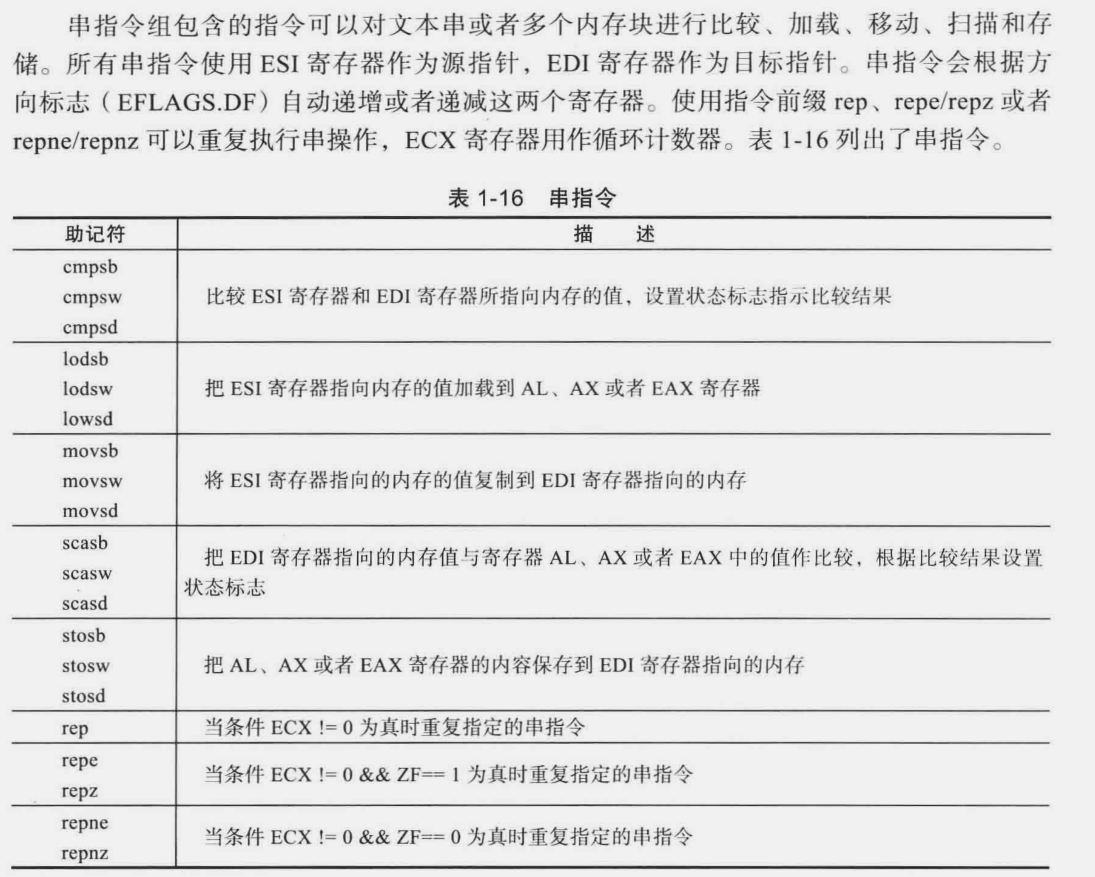 串指令组包含的指令可以对文本串或者多个内存块进行比较、加载、移动、扫描和存
储。所有串指令使用 ESI 寄存器作为源指针，EDI 寄存器作为目标指针。串指令会根据方
向标志（EFLAGS.DF）自动递增或者递减这两个寄存器。使用指令前缀 rep、repe/repz 或者
repne/repnz 可以重复执行串操作，ECX 寄存器用作循环计数器。表 1-16 列出了串指令。
表 1-16 串指令
助记符 描 述
cmpsb
cmpsw
cmpsd
比较 ESI 寄存器和 EDI 寄存器所指向内存的值，设置状态标志指示比较结果
lodsb
lodsw
lowsd
把 ESI 寄存器指向内存的值加载到 AL、AX 或者 EAX 寄存器
movsb
movsw
movsd
将 ESI 寄存器指向的内存的值复制到 EDI 寄存器指向的内存
scasb
scasw
scasd
把 EDI 寄存器指向的内存值与寄存器 AL、AX 或者 EAX 中的值作比较，根据比较结果设置
状态标志
stosb
stosw
stosd
把 AL、AX 或者 EAX 寄存器的内容保存到 EDI 寄存器指向的内存
rep 当条件 ECX != 0 为真时重复指定的串指令
repe
repz
当条件 ECX != 0 && ZF== 1 为真时重复指定的串指令
repne
repnz
当条件 ECX != 0 && ZF== 0 为真时重复指定的串指令